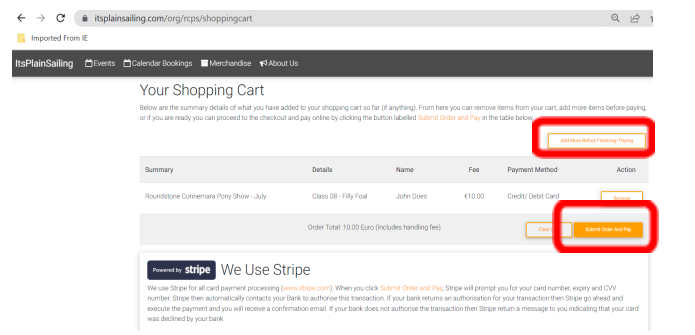 itsplainsailing.com/org/rcps/shoppingcart
Imported From IE
ItsPlainSailing Events Calendar Bookings Merchandise About Us
Your Shopping Cart
Below are the summary details of what you have added to your shopping cart so far (if anything). From here you can remove items from your cart, add more items before paying,
or if you are ready you can proceed to the checkout and pay online by clicking the button labelled Submit Order and Pay in the table below.
Add More Before Finishing/ Paying
Summary Details Name Fee Payment Method Action
Roundstone Connemara Pony Show - July Class 08 - Filly Foal John Does €10.00 Credit/ Debit Card Remove
Order Total: 10.00 Euro (Includes handling fee) Clear Submit Order And Pay
Powered by stripe We Use Stripe
We use Stripe for all card payment processing (www.stripe.com). When you click Submit Order and Pay, Stripe will prompt you for your card number, expiry and CVV
number. Stripe then automatically contacts your Bank to authorise this transaction. If your bank returns an authorisation for your transaction then Stripe go ahead and
execute the payment and you will receive a confirmation email. If your bank does not authorise the transaction then Stripe return a message to you indicating that your card
was declined by your bank.